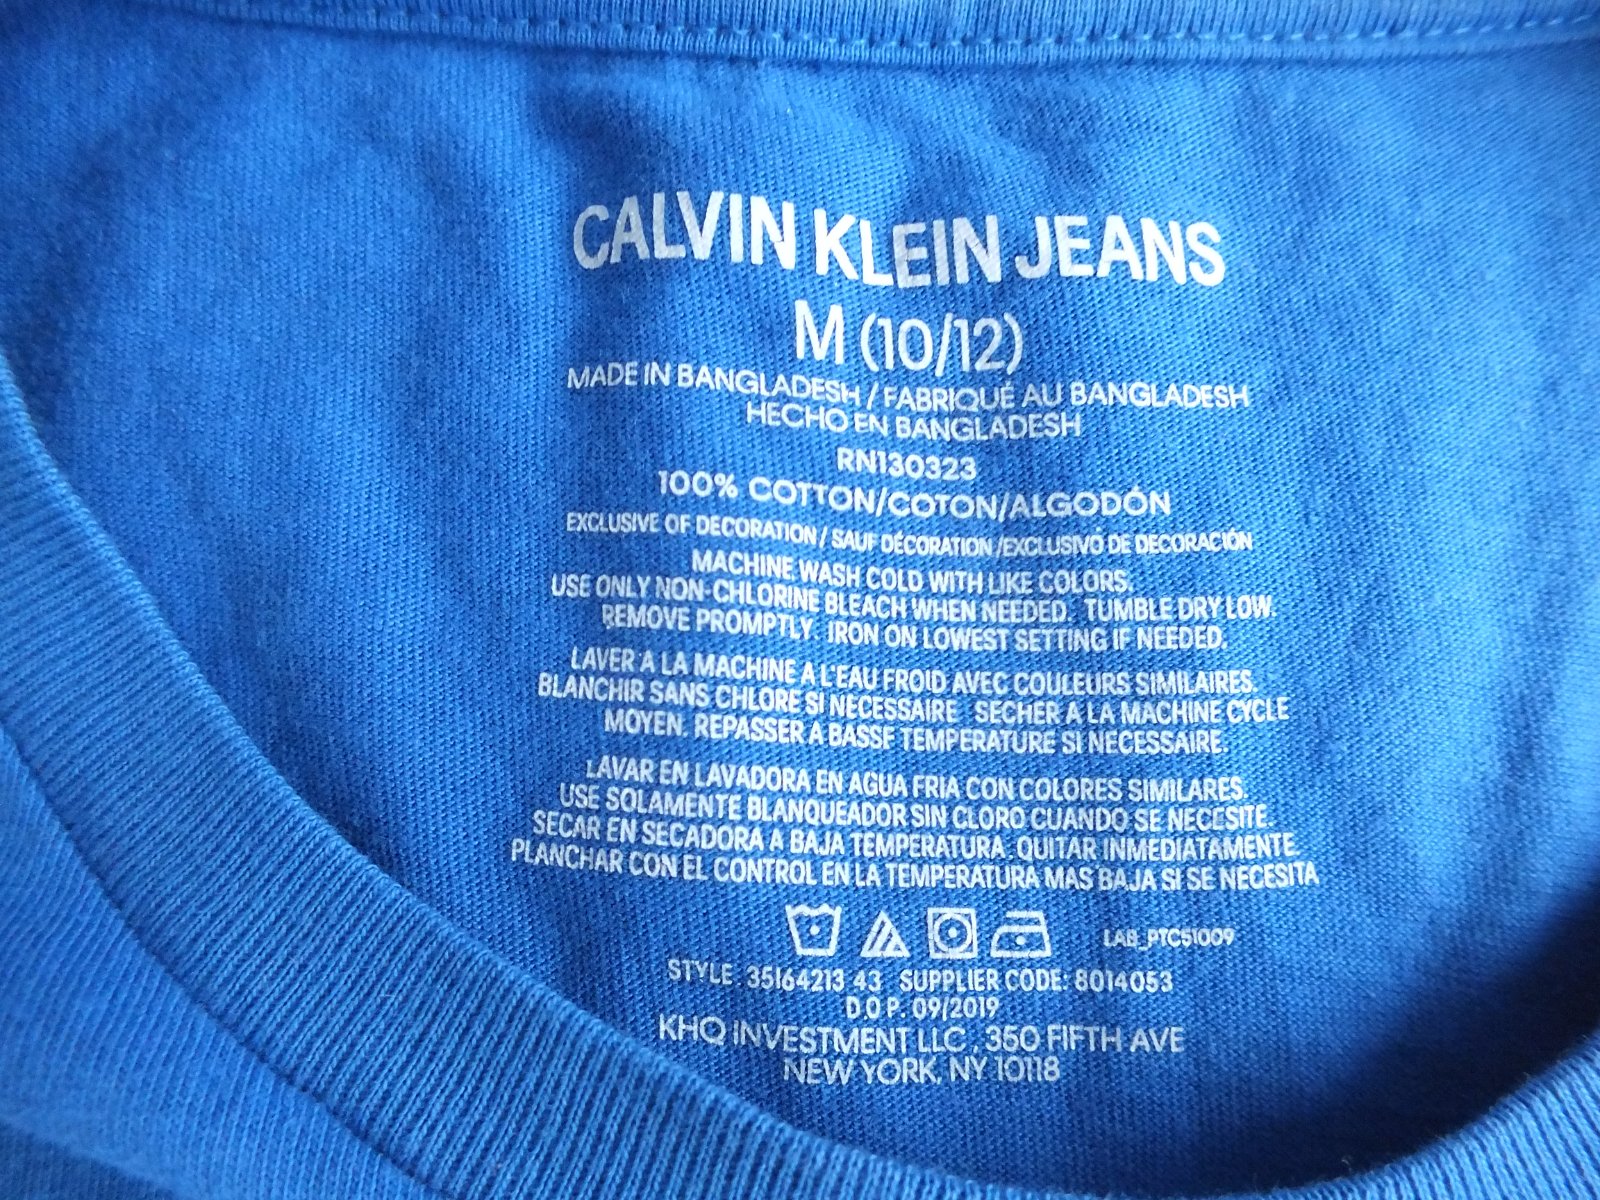 CALVIN KLEIN JEANS
M (10/12)
MADE IN BANGLADESH / FABRIQUÉ AU BANGLADESH
HECHO EN BANGLADESH
RN130323
100% COTTON/COTON/ALGODÓN
EXCLUSIVE OF DECORATION / SAUF DÉCORATION /EXCLUSIVO DE DECORACIÓN
MACHINE WASH COLD WITH LIKE COLORS.
USE ONLY NON-CHLORINE BLEACH WHEN NEEDED. TUMBLE DRY LOW.
REMOVE PROMPTLY. IRON ON LOWEST SETTING IF NEEDED.
LAVER A LA MACHINE A L'EAU FROID AVEC COULEURS SIMILAIRES.
BLANCHIR SANS CHLORE SI NECESSAIRE SECHER A LA MACHINE CYCLE
MOYEN. REPASSER A BASSE TEMPERATURE SI NECESSAIRE.
LAVAR EN LAVADORA EN AGUA FRIA CON COLORES SIMILARES.
USE SOLAMENTE BLANQUEADOR SIN CLORO CUANDO SE NECESITE.
SECAR EN SECADORA A BAJA TEMPERATURA. QUITAR INMEDIATAMENTE.
PLANCHAR CON EL CONTROL EN LA TEMPERATURA MAS BAJA SI SE NECESITA
LAB_PTC51009
STYLE 35164213 43 SUPPLIER CODE: 8014053
D.O P. 09/2019
KHQ INVESTMENT LLC , 350 FIFTH AVE
NEW YORK, NY 10118